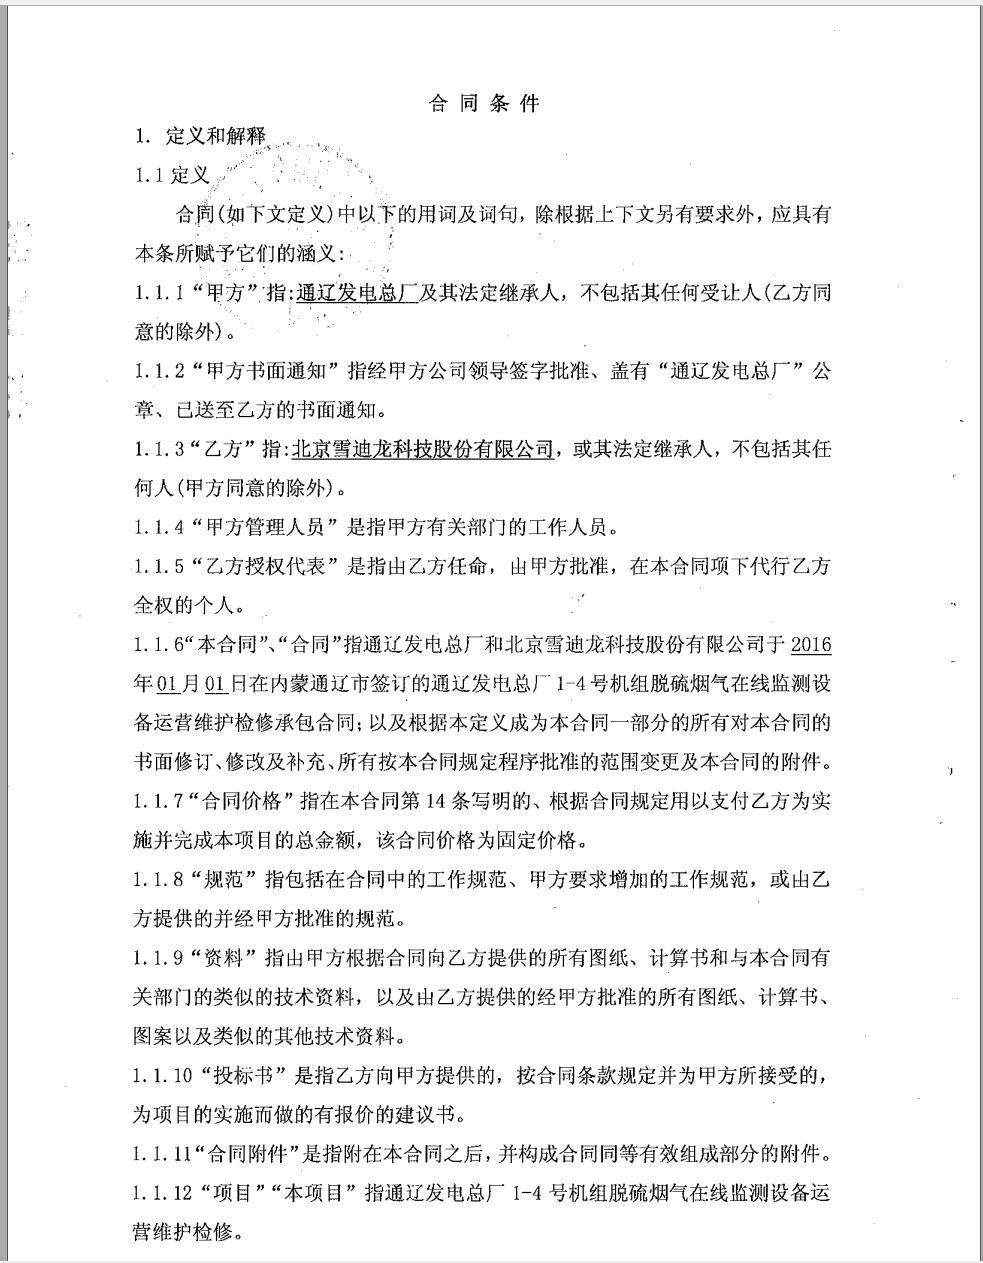 合同条件
1. 定义和解释
1.1定义
合同(如下文定义)中以下的用词及词句，除根据上下文另有要求外，应具有
本条所赋予它们的涵义:
1.1.1“甲方”指:通辽发电总厂及其法定继承人，不包括其任何受让人(乙方同
意的除外)。
1.1.2“甲方书面通知”指经甲方公司领导签字批准、盖有“通辽发电总厂”公
章、已送至乙方的书面通知。
1.1.3“乙方”指:北京雪迪龙科技股份有限公司，或其法定继承人，不包括其任
何人(甲方同意的除外)。
1.1.4“甲方管理人员”是指甲方有关部门的工作人员。
1.1.5“乙方授权代表”是指由乙方任命，由甲方批准，在本合同项下代行乙方
全权的个人。
1.1.6“本合同”、“合同”指通辽发电总厂和北京雪迪龙科技股份有限公司于2016
年01月01日在内蒙通辽市签订的通辽发电总厂1-4号机组脱硫烟气在线监测设
备运营维护检修承包合同；以及根据本定义成为本合同一部分的所有对本合同的
书面修订、修改及补充、所有按本合同规定程序批准的范围变更及本合同的附件。
1.1.7“合同价格”指在本合同第14条写明的、根据合同规定用以支付乙方为实
施并完成本项目的总金额，该合同价格为固定价格。
1.1.8“规范”指包括在合同中的工作规范、甲方要求增加的工作规范，或由乙
方提供的并经甲方批准的规范。
1.1.9“资料”指由甲方根据合同向乙方提供的所有图纸、计算书和与本合同有
关部门的类似的技术资料，以及由乙方提供的经甲方批准的所有图纸、计算书、
图案以及类似的其他技术资料。
1.1.10“投标书”是指乙方向甲方提供的，按合同条款规定并为甲方所接受的，
为项目的实施而做的有报价的建议书。
1.1.11“合同附件”是指附在本合同之后，并构成合同同等有效组成部分的附件。
1.1.12“项目”“本项目”指通辽发电总厂1-4号机组脱硫烟气在线监测设备运
营维护检修。